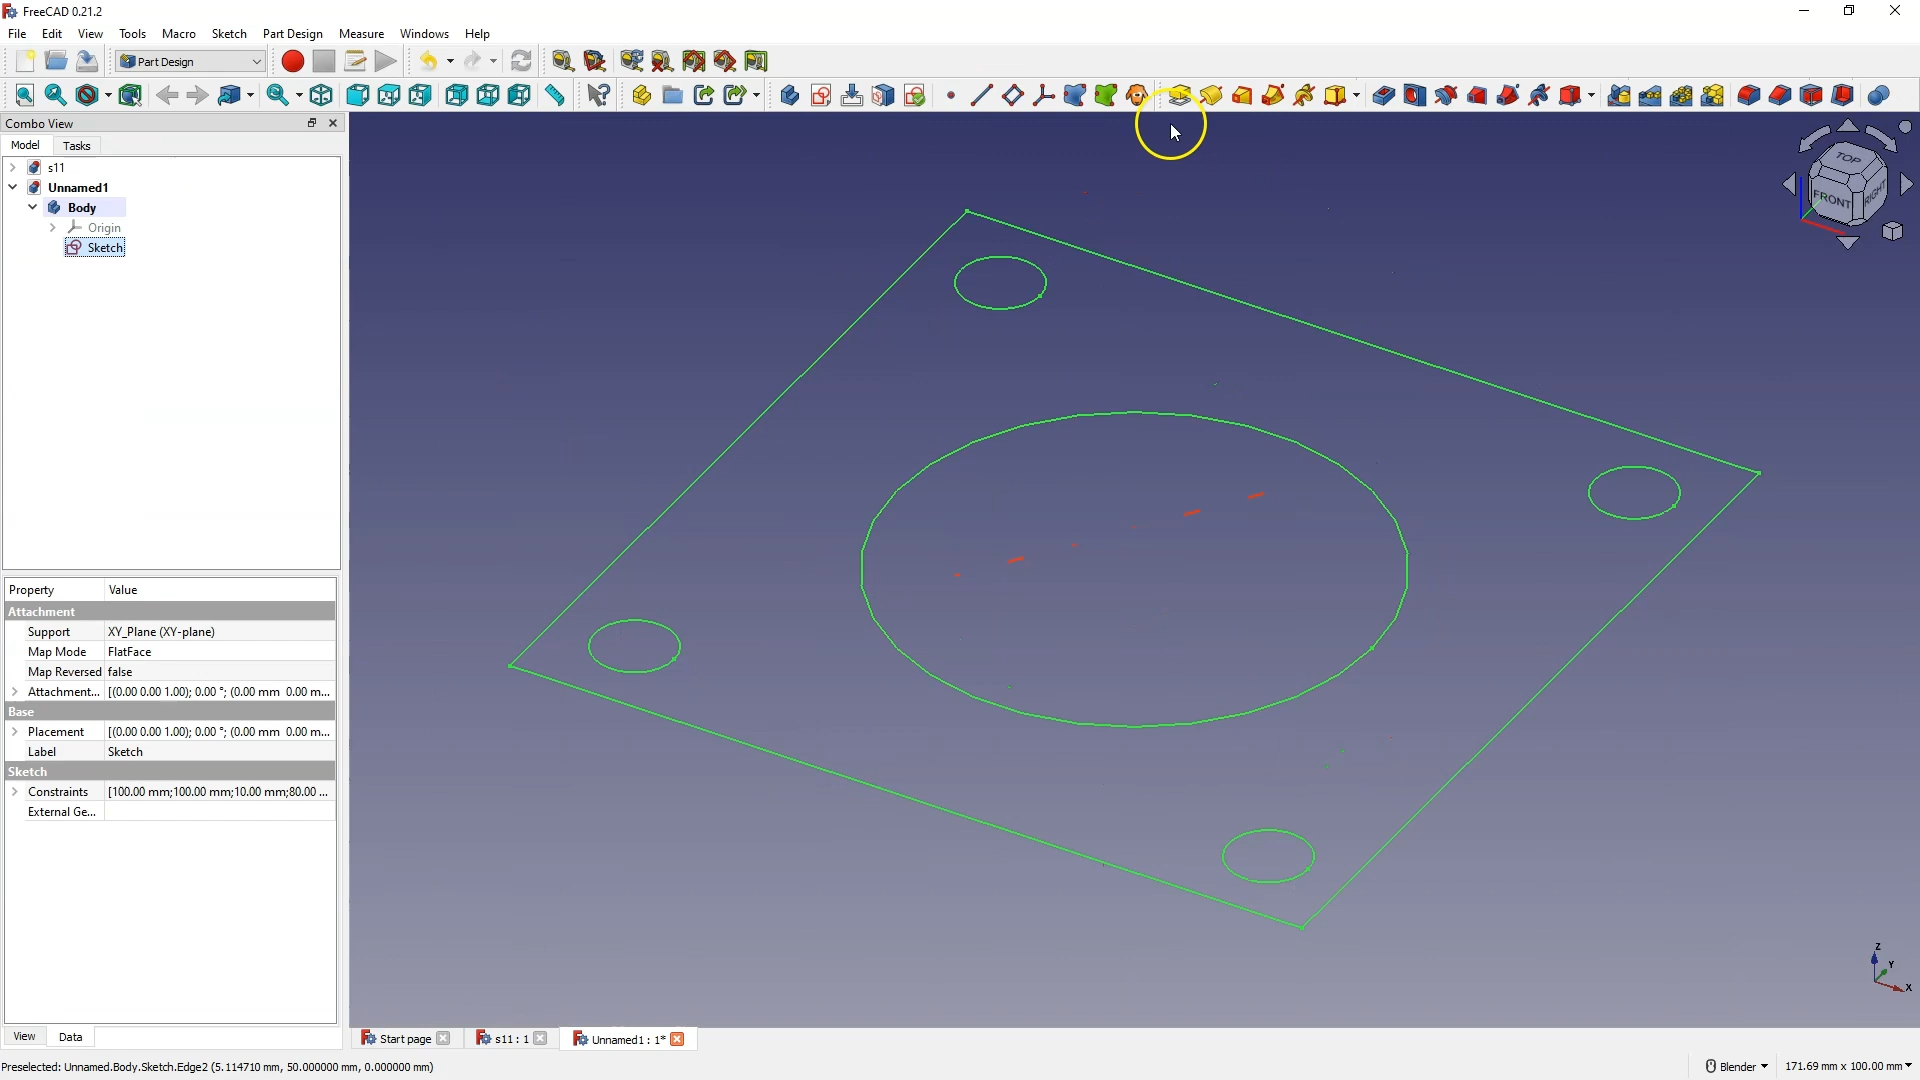 FreeCAD 0.21.2
File Edit View Tools Macro Sketch Part Design Measure Windows Help
Part Design
Combo View
Model Tasks
s11
Unnamed1
Body
Origin
Sketch
TOP
FRONT RIGHT
Property Value
Attachment
Support XY_Plane (XY-plane)
Map Mode FlatFace
Map Reversed false
Attachment... [(0.00 0.00 1.00); 0.00 °; (0.00 mm 0.00 m...
Base
Placement [(0.00 0.00 1.00); 0.00 °; (0.00 mm 0.00 m...
Label Sketch
Sketch
Constraints [100.00 mm;100.00 mm;10.00 mm;80.00 ...
External Ge...
Z
Y
X
View Data
Start page s11 : 1 Unnamed1 : 1*
Preselected: Unnamed.Body.Sketch.Edge2 (5.114710 mm, 50.000000 mm, 0.000000 mm)
Blender 171.69 mm x 100.00 mm